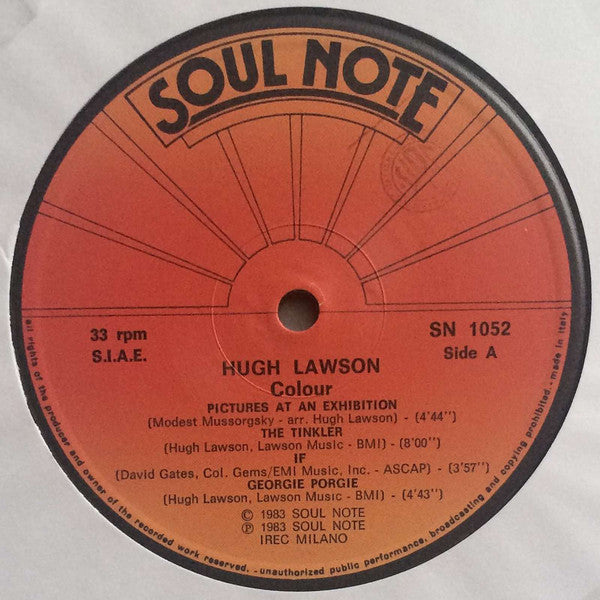 SOUL NOTE
33 rpm
S.I.A.E.
SN 1052
Side A
HUGH LAWSON
Colour
PICTURES AT AN EXHIBITION
(Modest Mussorgsky - arr. Hugh Lawson) - (4'44'')
THE TINKLER
(Hugh Lawson, Lawson Music - BMI) - (8'00'')
IF
(David Gates, Col. Gems/EMI Music, Inc. - ASCAP) - (3'57'')
GEORGIE PORGIE
(Hugh Lawson, Lawson Music - BMI) - (4'43'')
© 1983 SOUL NOTE
℗ 1983 SOUL NOTE
IREC MILANO
all rights of the producer and owner of the recorded work reserved. - unauthorized public performance, broadcasting and copying prohibited. - made in italy